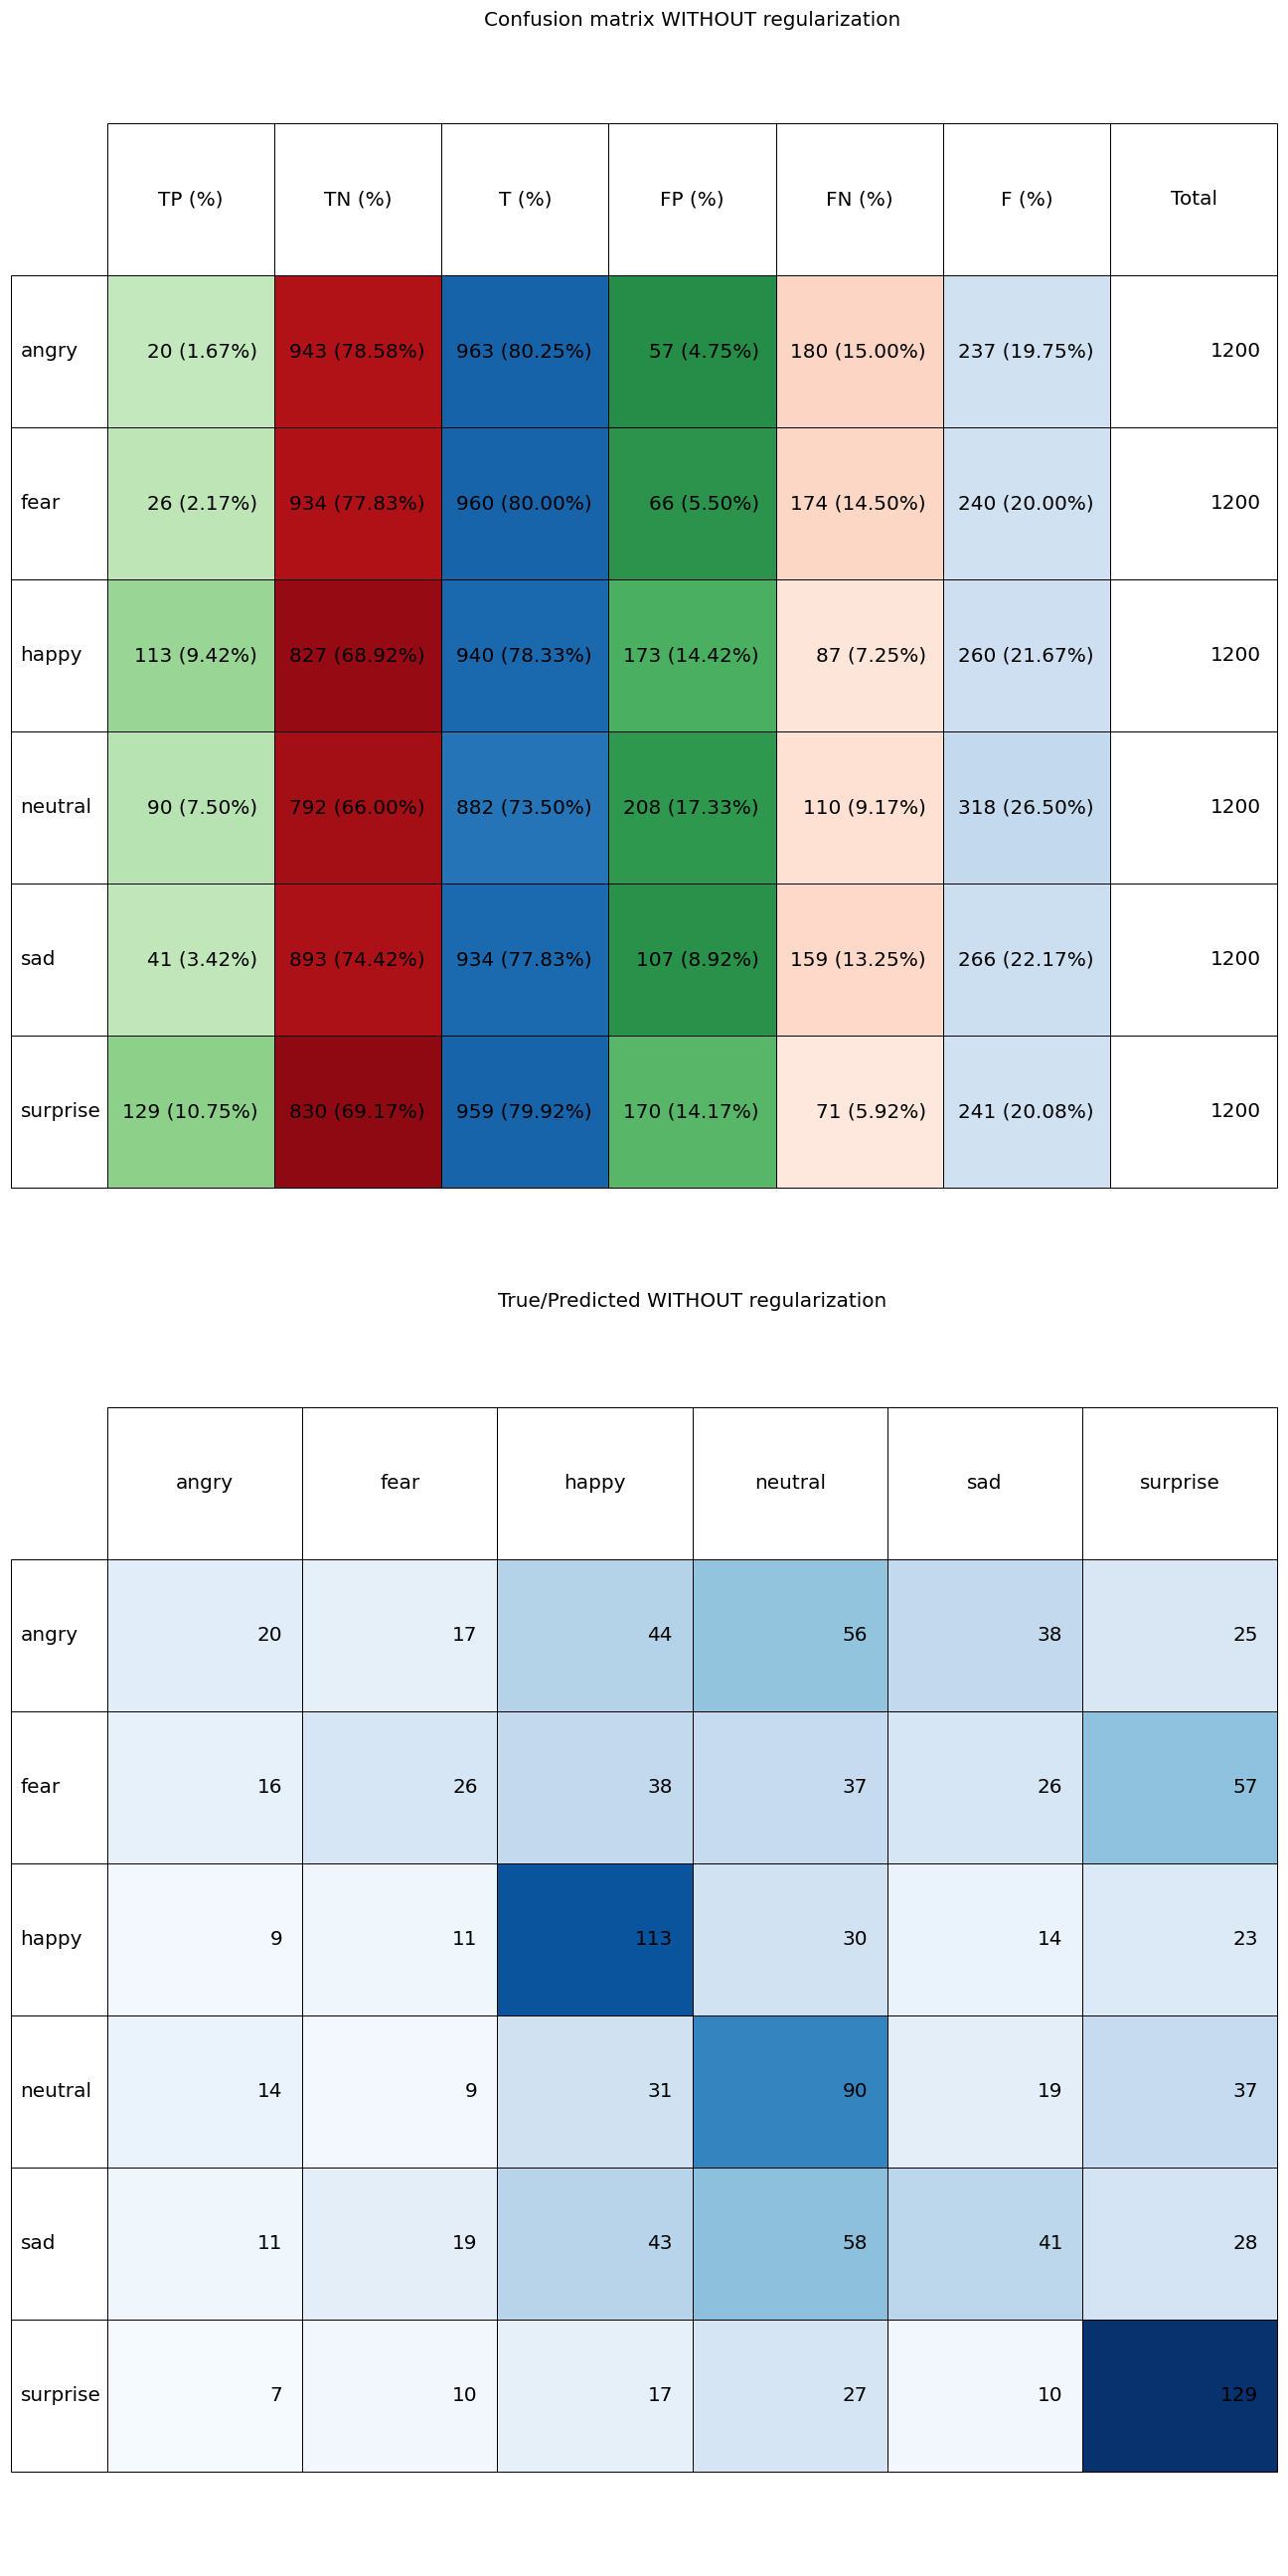 Confusion matrix WITHOUT regularization
TP (%) TN (%) T (%) FP (%) FN (%) F (%) Total
angry 20 (1.67%) 943 (78.58%) 963 (80.25%) 57 (4.75%) 180 (15.00%) 237 (19.75%) 1200
fear 26 (2.17%) 934 (77.83%) 960 (80.00%) 66 (5.50%) 174 (14.50%) 240 (20.00%) 1200
happy 113 (9.42%) 827 (68.92%) 940 (78.33%) 173 (14.42%) 87 (7.25%) 260 (21.67%) 1200
neutral 90 (7.50%) 792 (66.00%) 882 (73.50%) 208 (17.33%) 110 (9.17%) 318 (26.50%) 1200
sad 41 (3.42%) 893 (74.42%) 934 (77.83%) 107 (8.92%) 159 (13.25%) 266 (22.17%) 1200
surprise 129 (10.75%) 830 (69.17%) 959 (79.92%) 170 (14.17%) 71 (5.92%) 241 (20.08%) 1200
True/Predicted WITHOUT regularization
angry fear happy neutral sad surprise
angry 20 17 44 56 38 25
fear 16 26 38 37 26 57
happy 9 11 113 30 14 23
neutral 14 9 31 90 19 37
sad 11 19 43 58 41 28
surprise 7 10 17 27 10 129